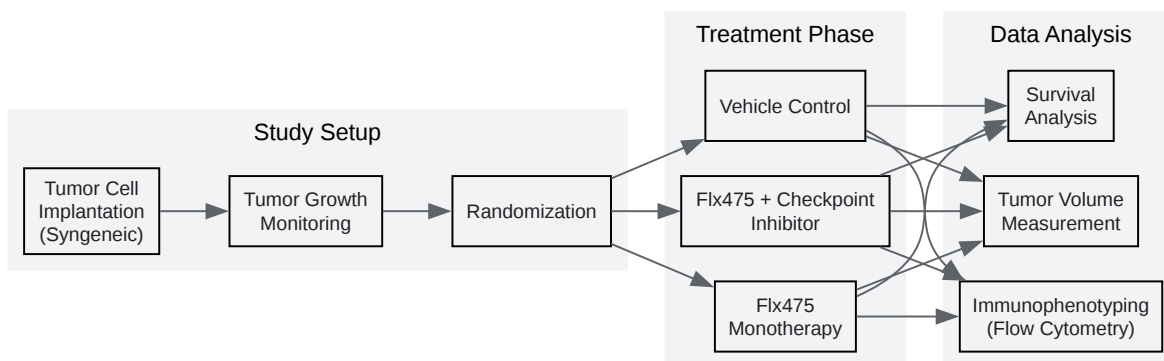 Study Setup
Tumor Cell
Implantation
(Syngeneic)
Tumor Growth
Monitoring
Randomization
Treatment Phase
Vehicle Control
Flx475 + Checkpoint
Inhibitor
Flx475
Monotherapy
Data Analysis
Survival
Analysis
Tumor Volume
Measurement
Immunophenotyping
(Flow Cytometry)